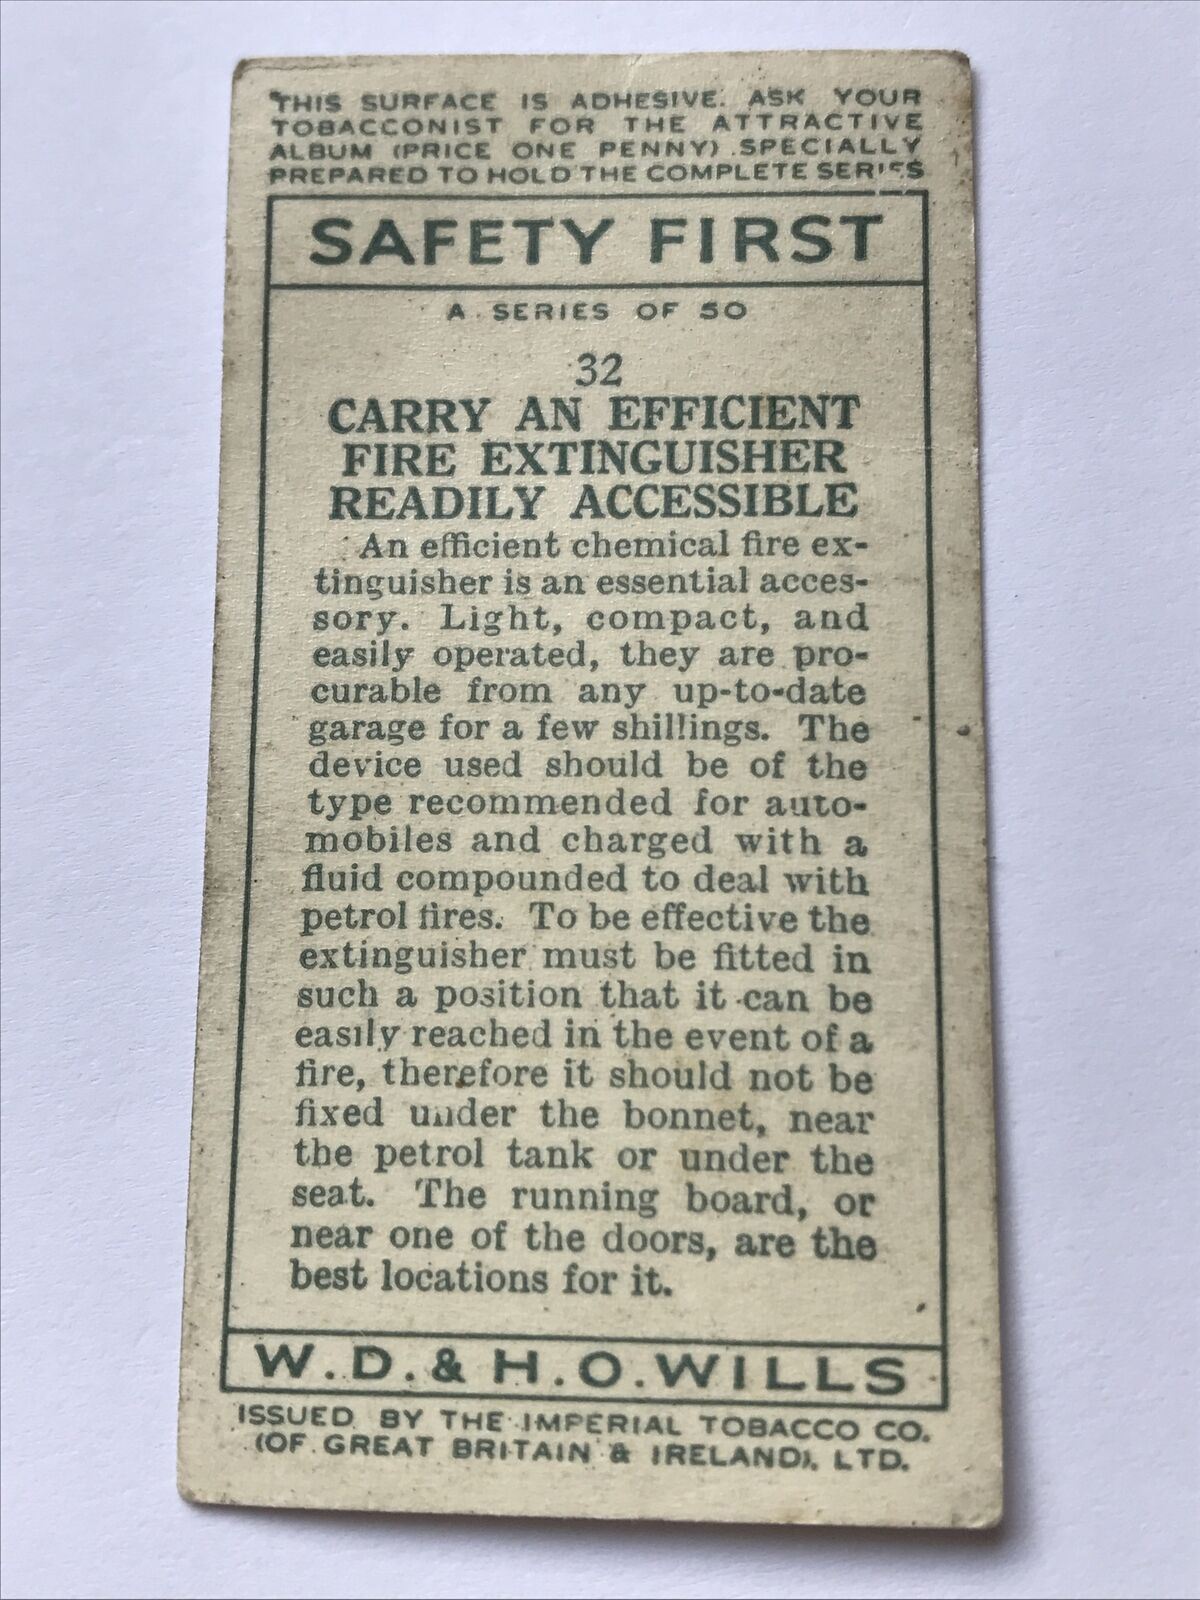 THIS SURFACE IS ADHESIVE. ASK YOUR
TOBACCONIST FOR THE ATTRACTIVE
ALBUM (PRICE ONE PENNY) SPECIALLY
PREPARED TO HOLD THE COMPLETE SERIES
SAFETY FIRST
A SERIES OF 50
32
CARRY AN EFFICIENT
FIRE EXTINGUISHER
READILY ACCESSIBLE
An efficient chemical fire ex-
tinguisher is an essential acces-
sory. Light, compact, and
easily operated, they are pro-
curable from any up-to-date
garage for a few shillings. The
device used should be of the
type recommended for auto-
mobiles and charged with a
fluid compounded to deal with
petrol fires. To be effective the
extinguisher must be fitted in
such a position that it can be
easily reached in the event of a
fire, therefore it should not be
fixed under the bonnet, near
the petrol tank or under the
seat. The running board, or
near one of the doors, are the
best locations for it.
W.D. & H.O. WILLS
ISSUED BY THE IMPERIAL TOBACCO CO.
(OF GREAT BRITAIN & IRELAND), LTD.